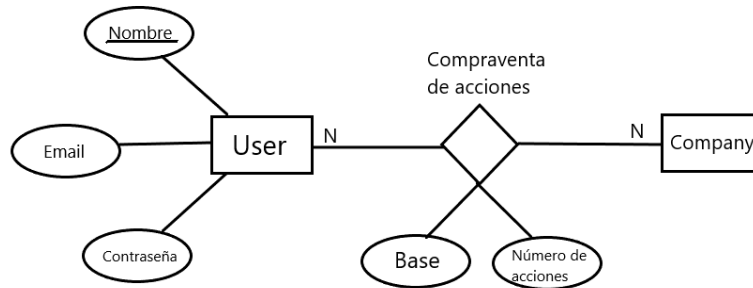 Nombre
Compraventa
de acciones
Email
User
N
N
Company
Contraseña
Base
Número de
acciones